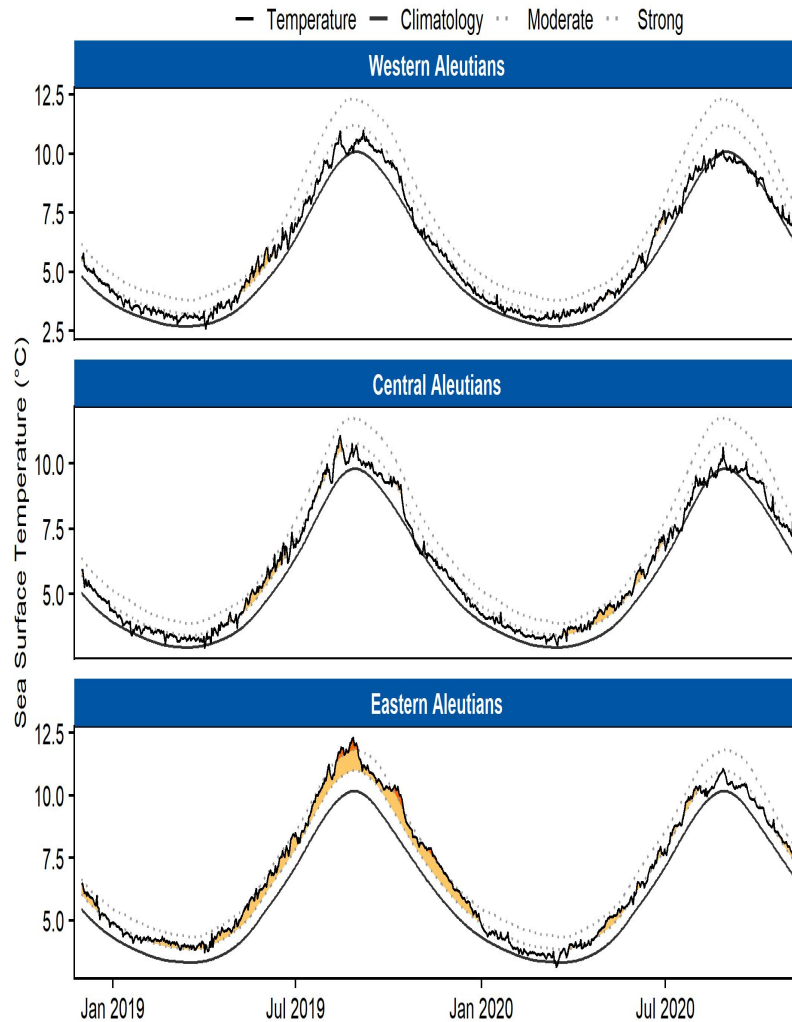 Temperature Climatology Moderate Strong
Western Aleutians
12.5
10.0
7.5
5.0
2.5
Central Aleutians
10.0
7.5
5.0
Eastern Aleutians
12.5
10.0
7.5
5.0
Sea Surface Temperature (°C)
Jan 2019 Jul 2019 Jan 2020 Jul 2020